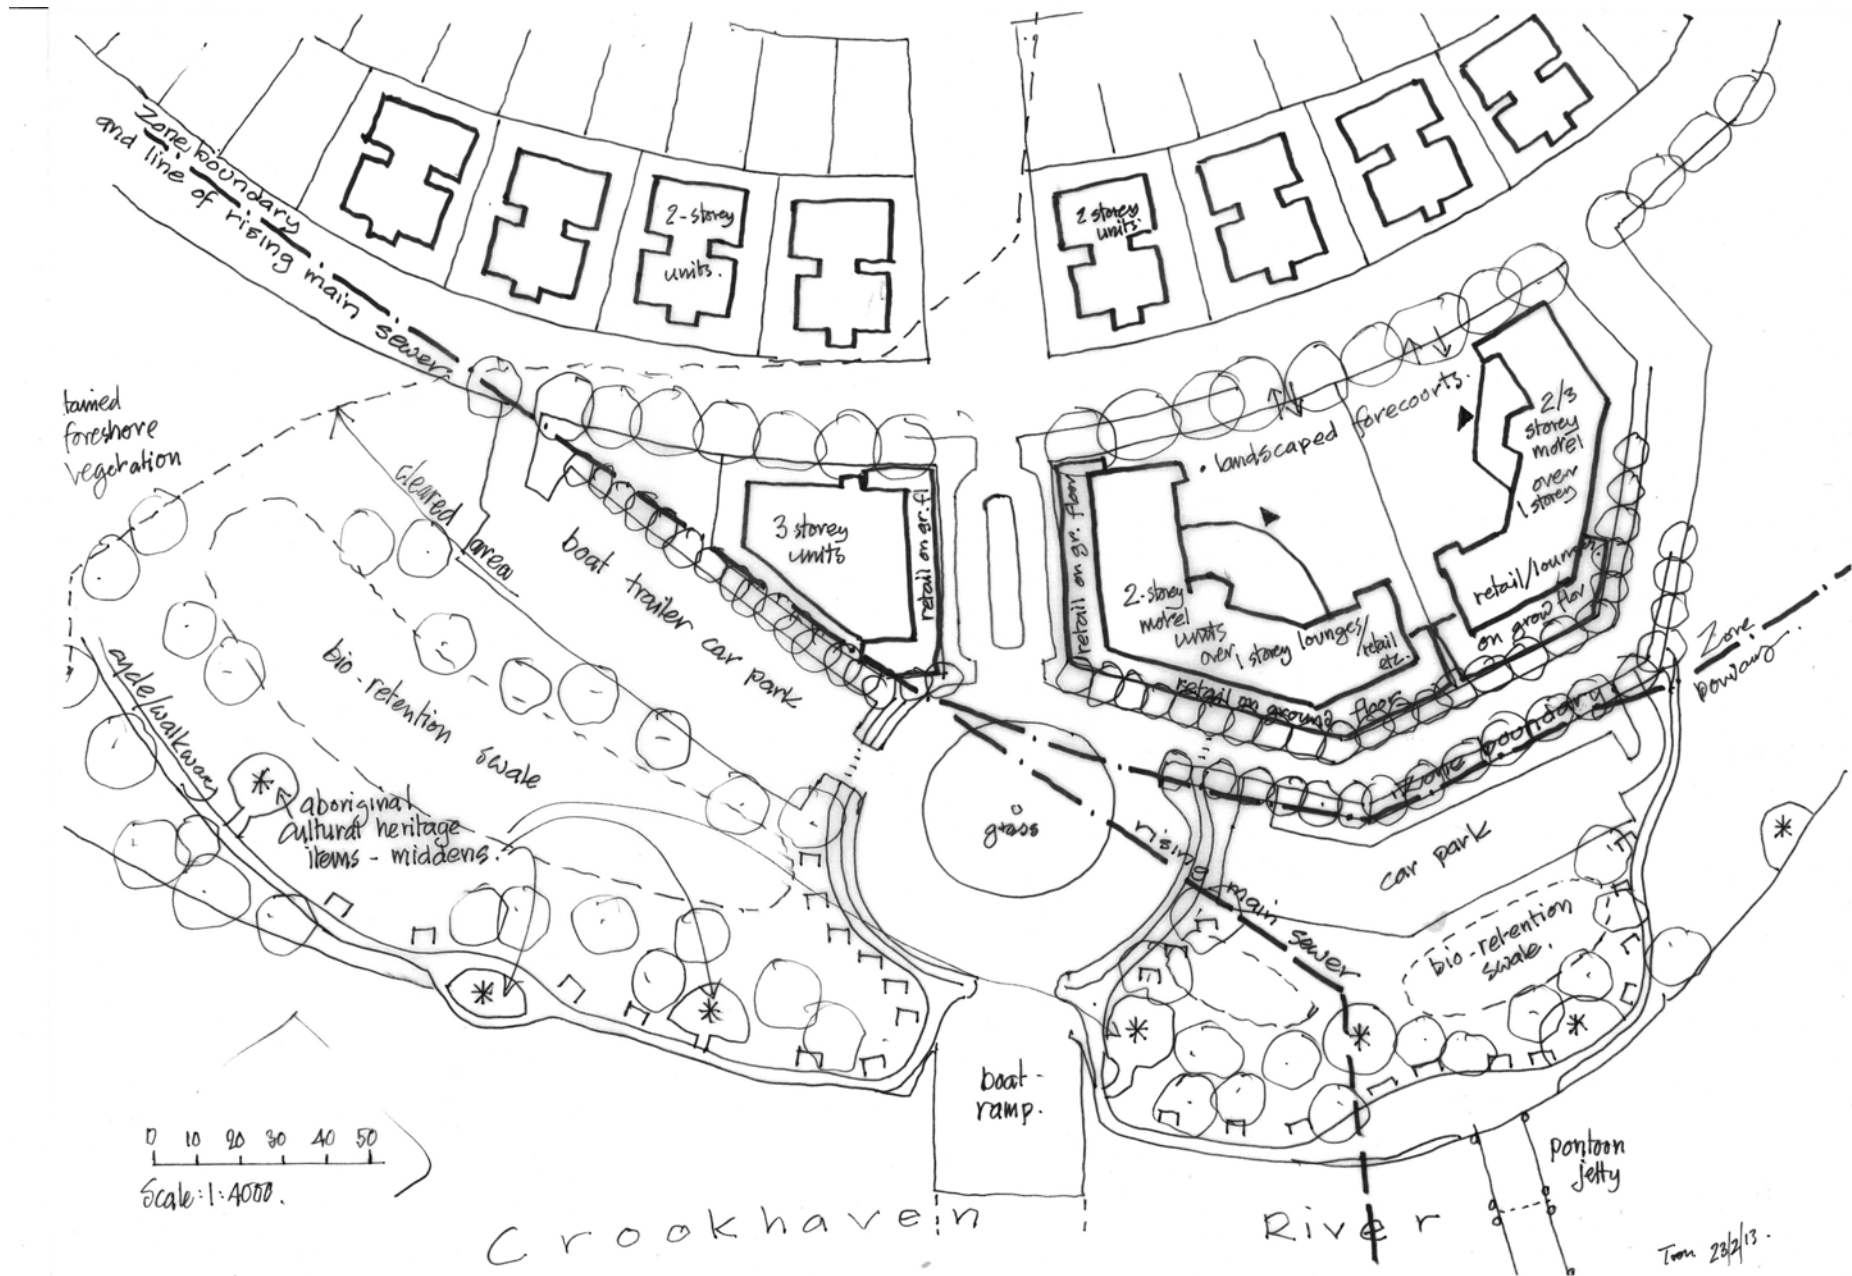 Zone boundary
and line of rising main sewer
2-storey
units.
2 storey
units
tained
foreshore
vegetation
cleared
area
boat trailer car park
3 storey
units
retail on gr. fl
retail on gr. floor
• landscaped forecourts.
2/3
storey
motel
over
1 storey
retail/lounges.
on grow flor
2-storey
motel
units
over 1 storey lounges/
retail
etc.
retail on ground floor
Zone boundary
Zone
bio-retention
swale
cycle/walkway
aboriginal
cultural heritage
items - middens.
grass
rising main sewer
car park
bio-retention
swale.
boat-
ramp.
pontoon
jetty
0 10 20 30 40 50
Scale: 1:4000.
Crookhaven River
23/2/13.